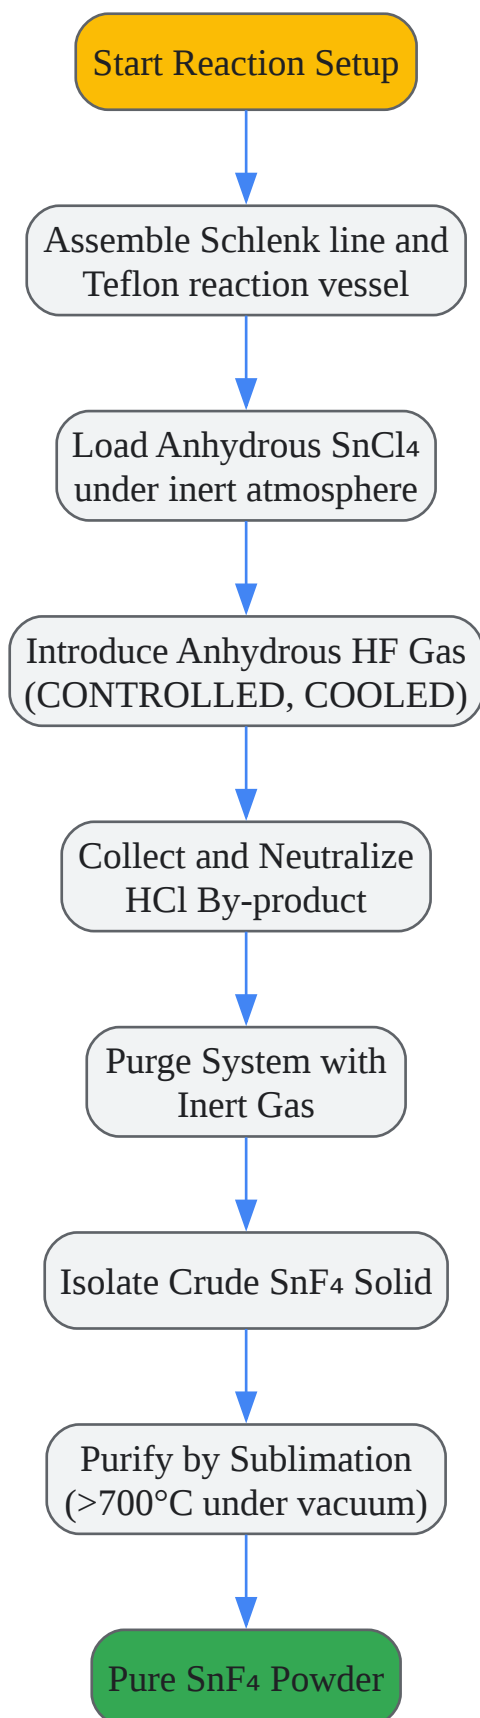 Start Reaction Setup
Assemble Schlenk line and
Teflon reaction vessel
Load Anhydrous SnCl₄
under inert atmosphere
Introduce Anhydrous HF Gas
(CONTROLLED, COOLED)
Collect and Neutralize
HCl By-product
Purge System with
Inert Gas
Isolate Crude SnF₄ Solid
Purify by Sublimation
(>700°C under vacuum)
Pure SnF₄ Powder